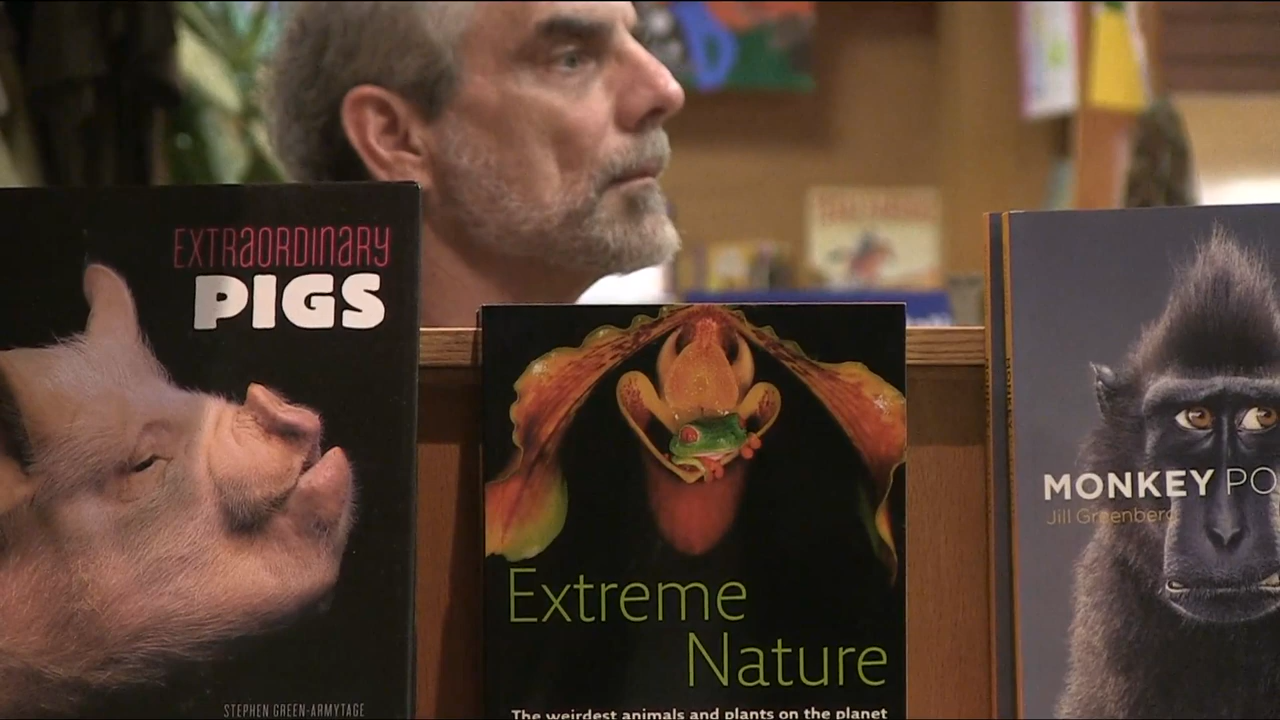 EXTRAORDINARY
PIGS
STEPHEN GREEN-ARMYTAGE
Extreme
Nature
The weirdest animals and plants on the planet
MONKEY PO
Jill Greenberg